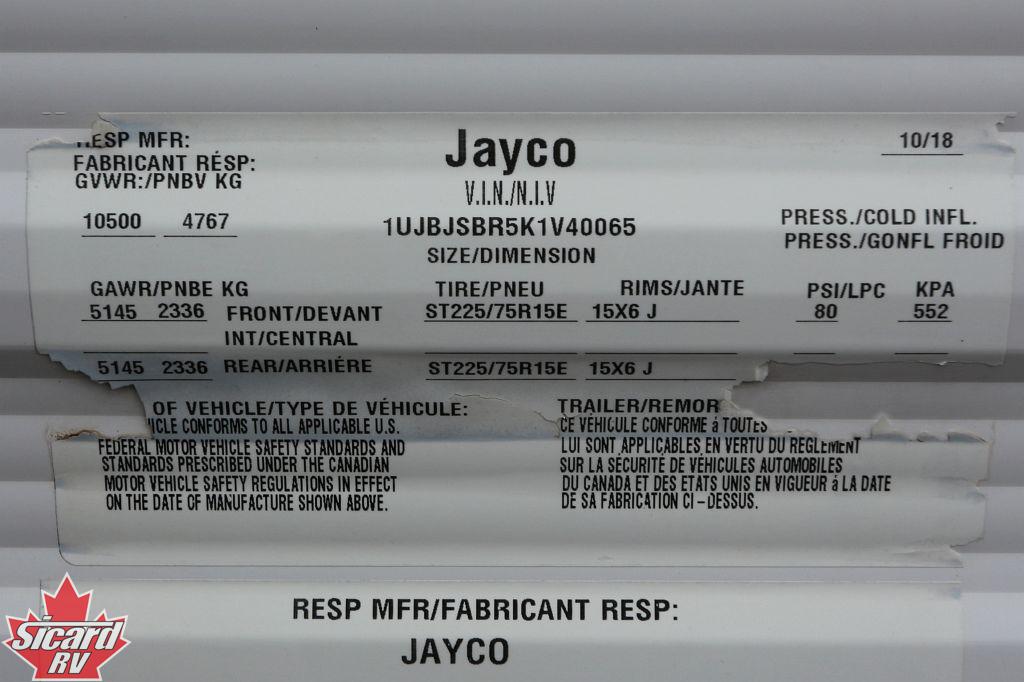 RESP MFR:
FABRICANT RÉSP:
GVWR:/PNBV KG
Jayco
10/18
V.I.N./N.I.V
10500 4767
1UJBJSBR5K1V40065
PRESS./COLD INFL.
PRESS./GONFL FROID
SIZE/DIMENSION
GAWR/PNBE KG TIRE/PNEU RIMS/JANTE PSI/LPC KPA
5145 2336 FRONT/DEVANT ST225/75R15E 15X6 J 80 552
INT/CENTRAL
5145 2336 REAR/ARRIÉRE ST225/75R15E 15X6 J
OF VEHICLE/TYPE DE VÉHICULE: TRAILER/REMOR
ICLE CONFORMS TO ALL APPLICABLE U.S.
FEDERAL MOTOR VEHICLE SAFETY STANDARDS AND
STANDARDS PRESCRIBED UNDER THE CANADIAN
MOTOR VEHICLE SAFETY REGULATIONS IN EFFECT
ON THE DATE OF MANUFACTURE SHOWN ABOVE.
CE VÉHICULE CONFORME á TOUTES
LUI SONT APPLICABLES EN VERTU DU REGLEMENT
SUR LA SÉCURITÉ DE VÉHICULES AUTOMOBILES
DU CANADA ET DES ETATS UNIS EN VIGUEUR á LA DATE
DE SA FABRICATION CI-DESSUS.
RESP MFR/FABRICANT RESP:
JAYCO
Sicard
RV